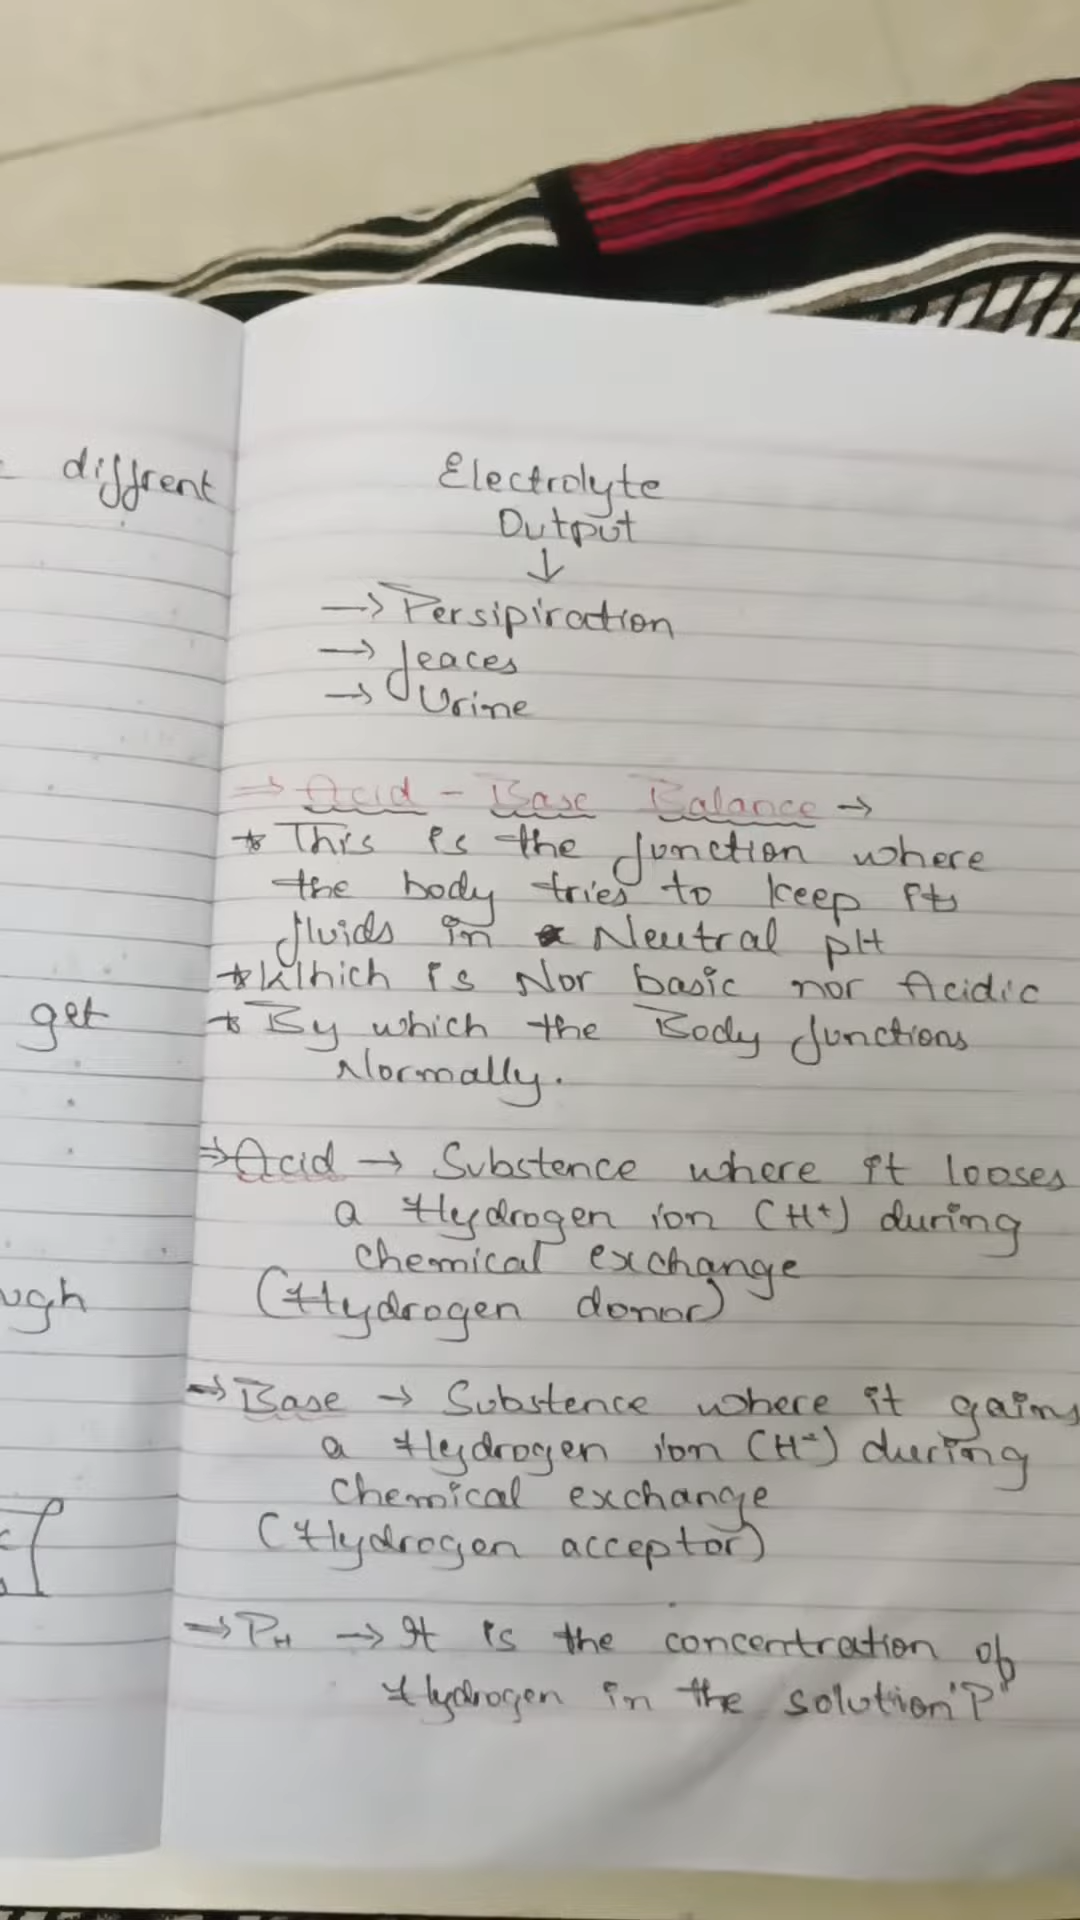 diffrent
get
ugh
Electrolyte
Output
↓
→ Persipiration
→ feaces
→ Urine
⇒ Acid - Base Balance →
* This is the function where
the body tries to keep its
fluids in Neutral pH
* Which is Nor basic nor Acidic
* By which the Body functions
Normally.
⇒ Acid → Substence where it looses
a Hydrogen ion (H+) during
chemical exchange
(Hydrogen donor)
⇒ Base → Substence where it gains
a Hydrogen ion (H+) during
chemical exchange
(Hydrogen acceptor)
⇒ PH → It is the concentration of
Hydrogen in the solution "P"